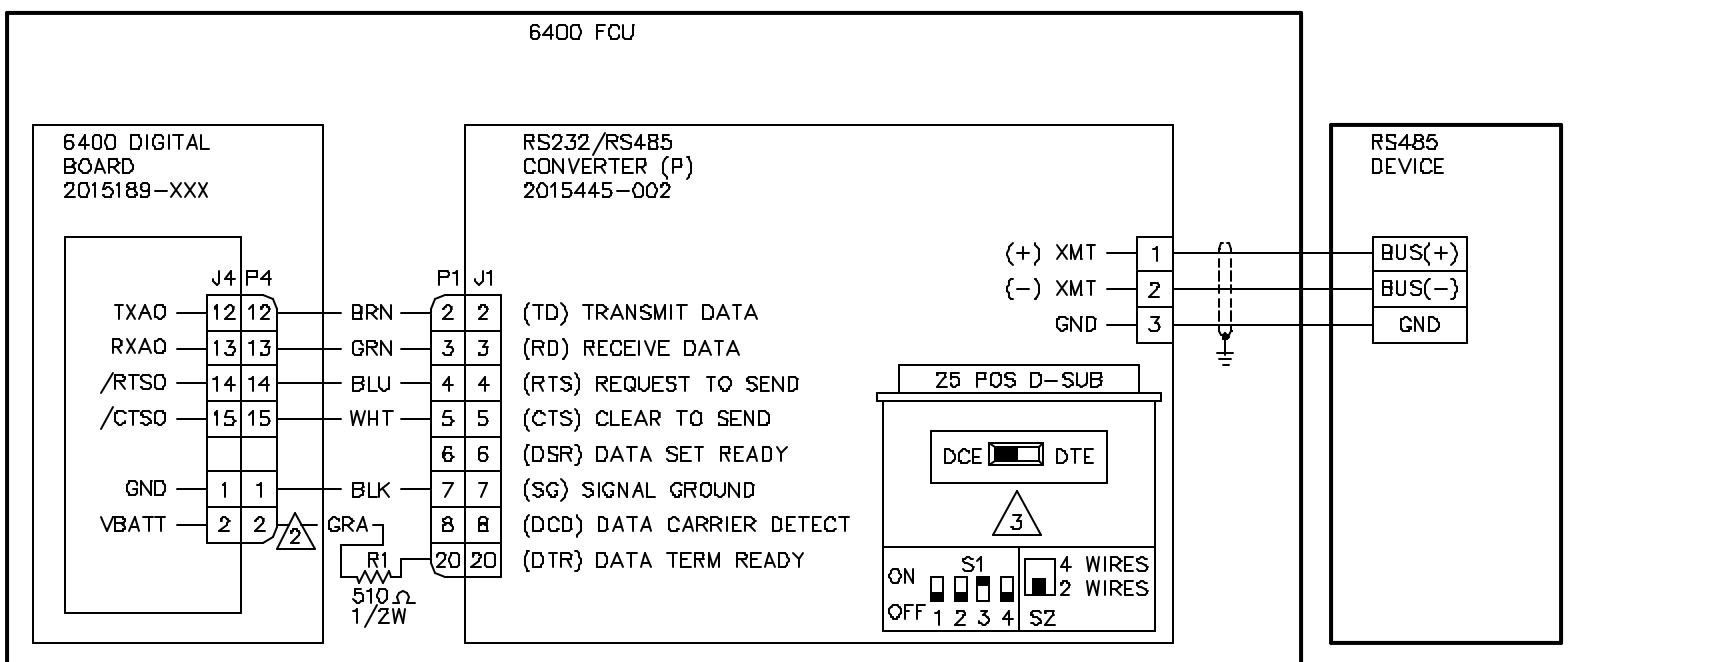 6400 FCU
6400 DIGITAL
BOARD
2015189-XXX
RS232/RS485
CONVERTER (P)
2015445-002
RS485
DEVICE
J4 P4
P1 J1
(+) XMT 1 BUS(+)
(-) XMT 2 BUS(-)
GND 3 GND
TXA0 12 12 BRN 2 2 (TD) TRANSMIT DATA
RXA0 13 13 GRN 3 3 (RD) RECEIVE DATA
/RTS0 14 14 BLU 4 4 (RTS) REQUEST TO SEND
/CTS0 15 15 WHT 5 5 (CTS) CLEAR TO SEND
6 6 (DSR) DATA SET READY
GND 1 1 BLK 7 7 (SG) SIGNAL GROUND
VBATT 2 2 2 GRA 8 8 (DCD) DATA CARRIER DETECT
R1 20 20 (DTR) DATA TERM READY
510 Ω
1/2W
25 POS D-SUB
DCE DTE
3
ON S1 4 WIRES
2 WIRES
OFF 1 2 3 4 S2